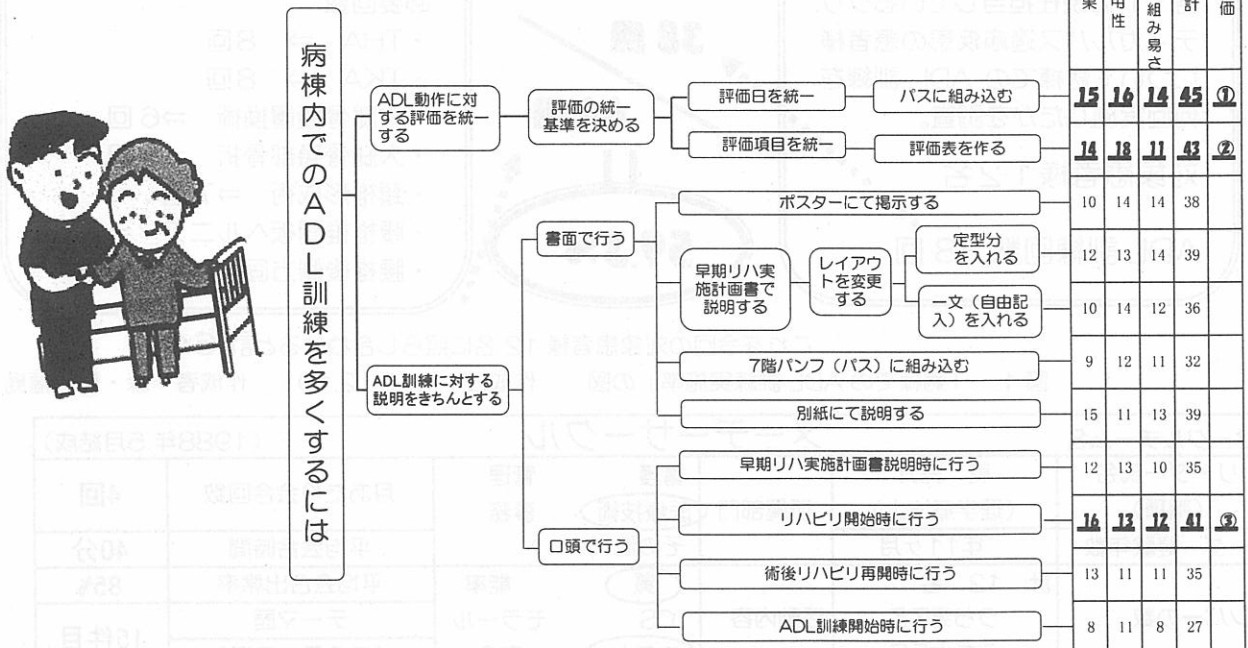 果 用性 組み易さ 計 価
病棟内でのADL訓練を多くするには
ADL動作に対
する評価を統一
する
評価の統一
基準を決める
評価日を統一
パスに組み込む
15 16 14 45 ①
評価項目を統一
評価表を作る
14 18 11 43 ②
ADL訓練に対する
説明をきちんとする
書面で行う
ポスターにて掲示する
10 14 14 38
早期リハ実
施計画書で
説明する
レイアウ
トを変更
する
定型分
を入れる
12 13 14 39
一文（自由記
入）を入れる
10 14 12 36
7階パンフ（パス）に組み込む
9 12 11 32
別紙にて説明する
15 11 13 39
口頭で行う
早期リハ実施計画書説明時に行う
12 13 10 35
リハビリ開始時に行う
16 13 12 41 ③
術後リハビリ再開時に行う
13 11 11 35
ADL訓練開始時に行う
8 11 8 27